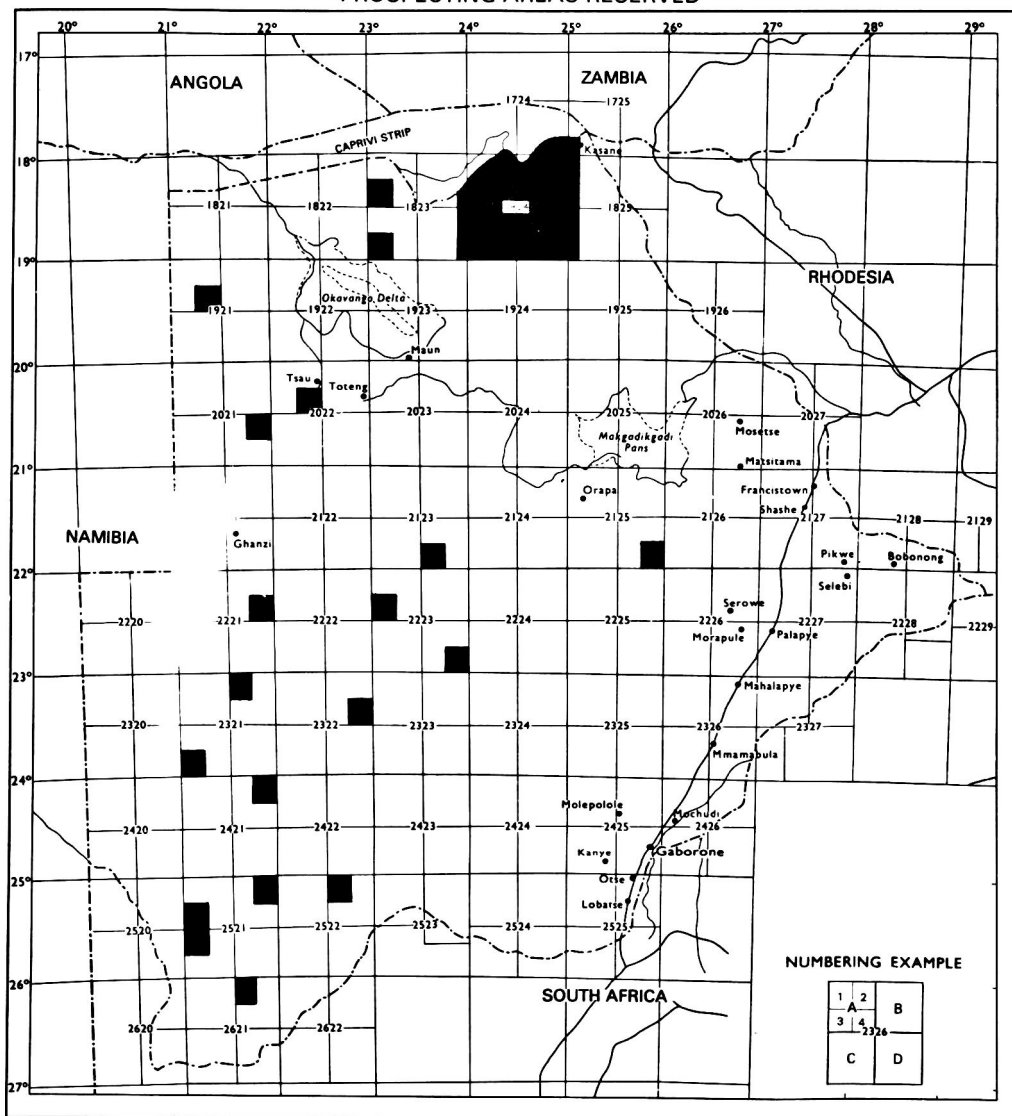 PROSPECTING AREAS RESERVED
20° 21° 22° 23° 24° 25° 26° 27° 28° 29°
17°
ANGOLA
ZAMBIA
1724 1725
CAPRIVI STRIP
Kasane
18°
1821 1822 1823 1825
19°
RHODESIA
Okavango Delta
1921 1922 1923 1924 1925 1926
Maun
20°
Tsau
Toteng
2021 2022 2023 2024 2025 2026 2027
Mosetse
Makgadikgadi
Pans
Matsitama
21°
Orapa
Francistown
Shashe
2122 2123 2124 2125 2126 2127 2128 2129
NAMIBIA
Ghanzi
Pikwe
Bobonong
22°
Selebi
Serowe
2220 2221 2222 2223 2224 2225 2226 2227 2228 2229
Morapule
Palapye
23°
Mahalapye
2320 2321 2322 2323 2324 2325 2326 2327
Mmamabula
24°
Molepolole
Mochudi
2420 2421 2422 2423 2424 2425 2426
Kanye
Gaborone
25°
Otse
Lobatse
2520 2521 2522 2523 2524 2525
26°
NUMBERING EXAMPLE
SOUTH AFRICA
1 2
A B
3 4
2326
C D
2620 2621 2622
27°